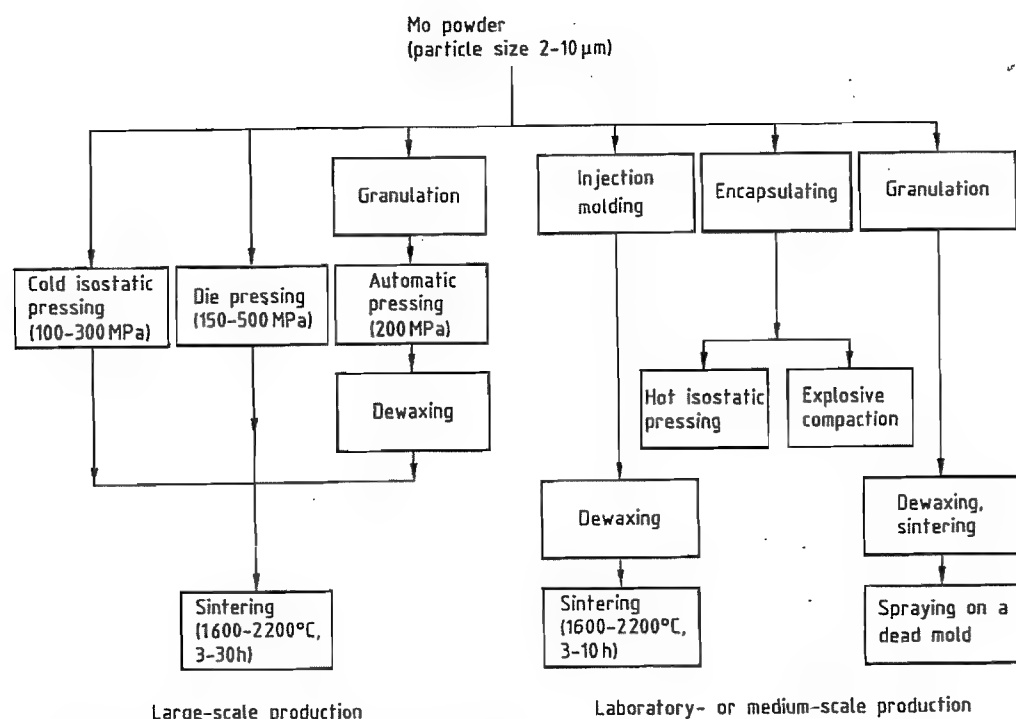 Mo powder
(particle size 2-10 μm)
Granulation
Injection
molding
Encapsulating
Granulation
Cold isostatic
pressing
(100-300 MPa)
Die pressing
(150-500 MPa)
Automatic
pressing
(200 MPa)
Hot isostatic
pressing
Explosive
compaction
Dewaxing
Dewaxing
Dewaxing,
sintering
Sintering
(1600-2200°C,
3-30h)
Sintering
(1600-2200°C,
3-10 h)
Spraying on a
dead mold
Large-scale production
Laboratory- or medium-scale production